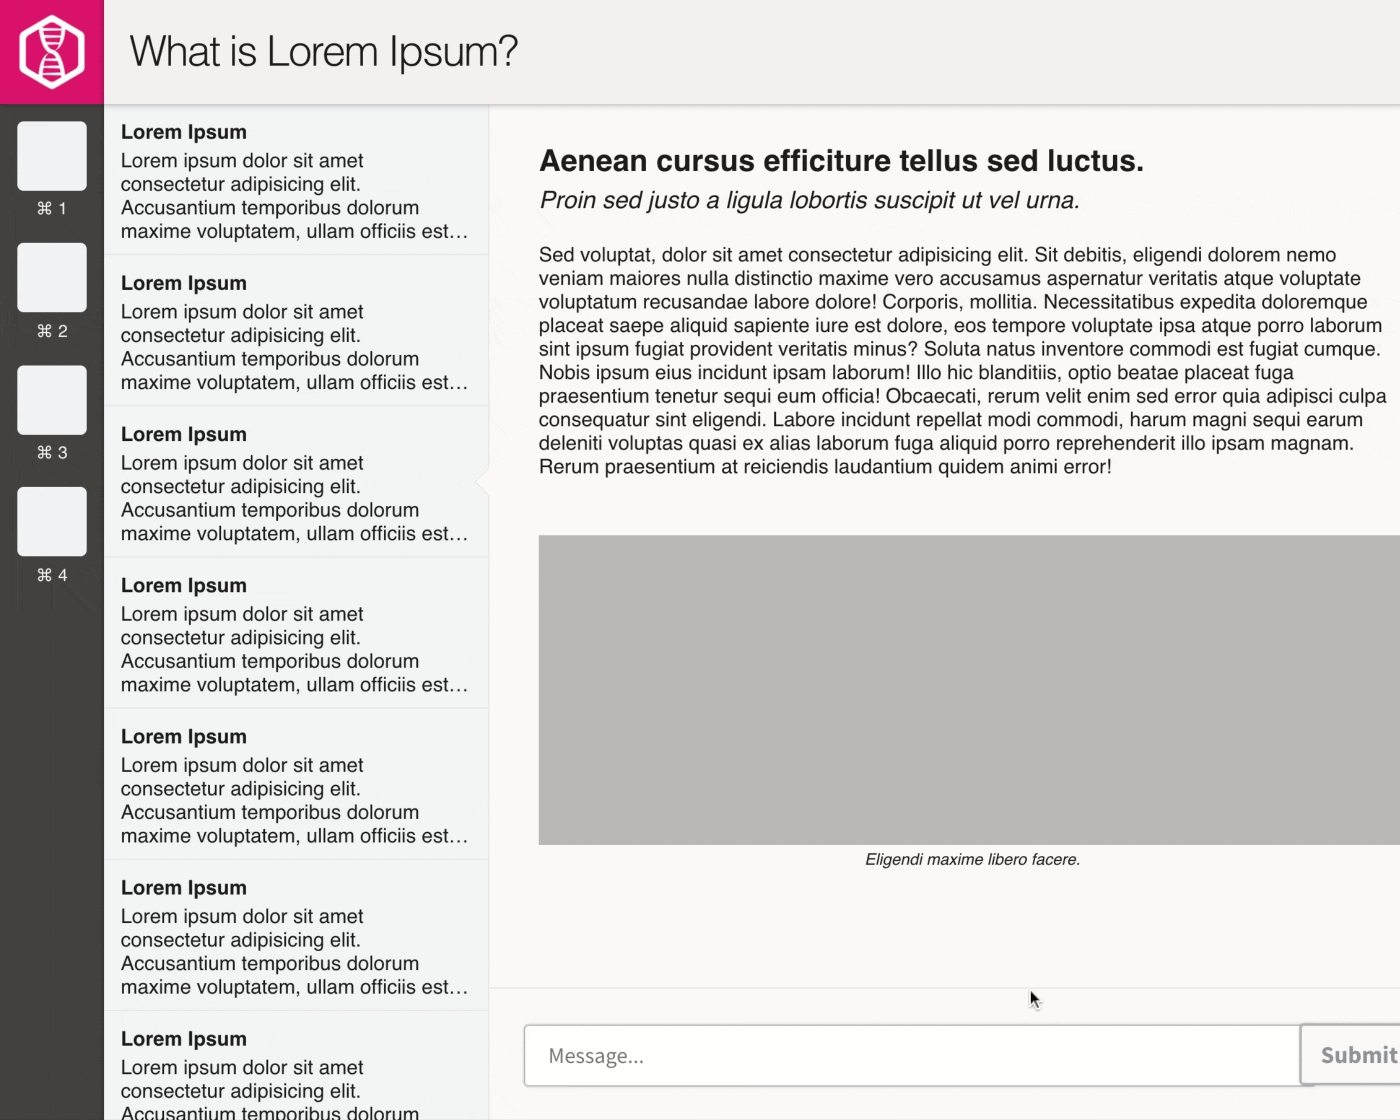 What is Lorem Ipsum?
⌘ 1
⌘ 2
⌘ 3
⌘ 4
Lorem Ipsum
Lorem ipsum dolor sit amet
consectetur adipisicing elit.
Accusantium temporibus dolorum
maxime voluptatem, ullam officiis est…
Lorem Ipsum
Lorem ipsum dolor sit amet
consectetur adipisicing elit.
Accusantium temporibus dolorum
maxime voluptatem, ullam officiis est…
Lorem Ipsum
Lorem ipsum dolor sit amet
consectetur adipisicing elit.
Accusantium temporibus dolorum
maxime voluptatem, ullam officiis est…
Lorem Ipsum
Lorem ipsum dolor sit amet
consectetur adipisicing elit.
Accusantium temporibus dolorum
maxime voluptatem, ullam officiis est…
Lorem Ipsum
Lorem ipsum dolor sit amet
consectetur adipisicing elit.
Accusantium temporibus dolorum
maxime voluptatem, ullam officiis est…
Lorem Ipsum
Lorem ipsum dolor sit amet
consectetur adipisicing elit.
Accusantium temporibus dolorum
maxime voluptatem, ullam officiis est…
Lorem Ipsum
Lorem ipsum dolor sit amet
consectetur adipisicing elit.
Accusantium temporibus dolorum
Aenean cursus efficiture tellus sed luctus.
Proin sed justo a ligula lobortis suscipit ut vel urna.
Sed voluptat, dolor sit amet consectetur adipisicing elit. Sit debitis, eligendi dolorem nemo
veniam maiores nulla distinctio maxime vero accusamus aspernatur veritatis atque voluptate
voluptatum recusandae labore dolore! Corporis, mollitia. Necessitatibus expedita doloremque
placeat saepe aliquid sapiente iure est dolore, eos tempore voluptate ipsa atque porro laborum
sint ipsum fugiat provident veritatis minus? Soluta natus inventore commodi est fugiat cumque.
Nobis ipsum eius incidunt ipsam laborum! Illo hic blanditiis, optio beatae placeat fuga
praesentium tenetur sequi eum officia! Obcaecati, rerum velit enim sed error quia adipisci culpa
consequatur sint eligendi. Labore incidunt repellat modi commodi, harum magni sequi earum
deleniti voluptas quasi ex alias laborum fuga aliquid porro reprehenderit illo ipsam magnam.
Rerum praesentium at reiciendis laudantium quidem animi error!
Eligendi maxime libero facere.
Message...
Submit